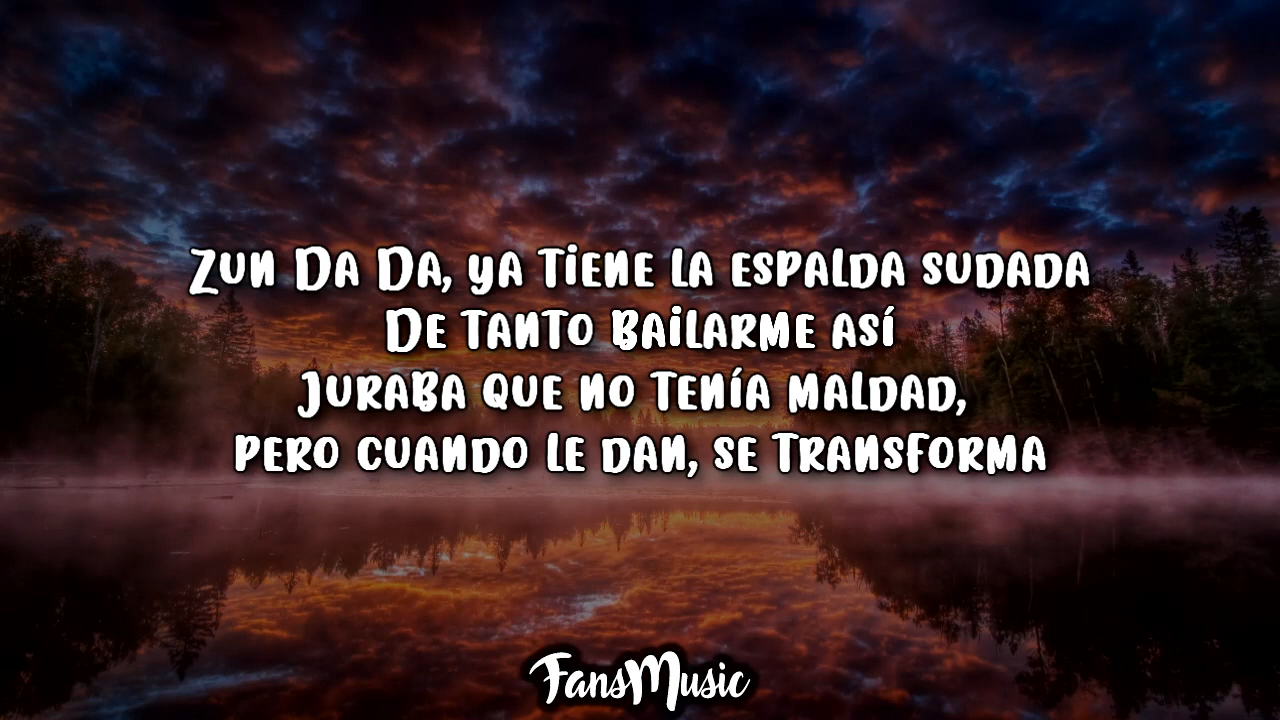 Zun Da Da, ya tiene la espalda sudada
De tanto bailarme así
Juraba que no tenía maldad,
pero cuando le dan, se transforma
FansMusic